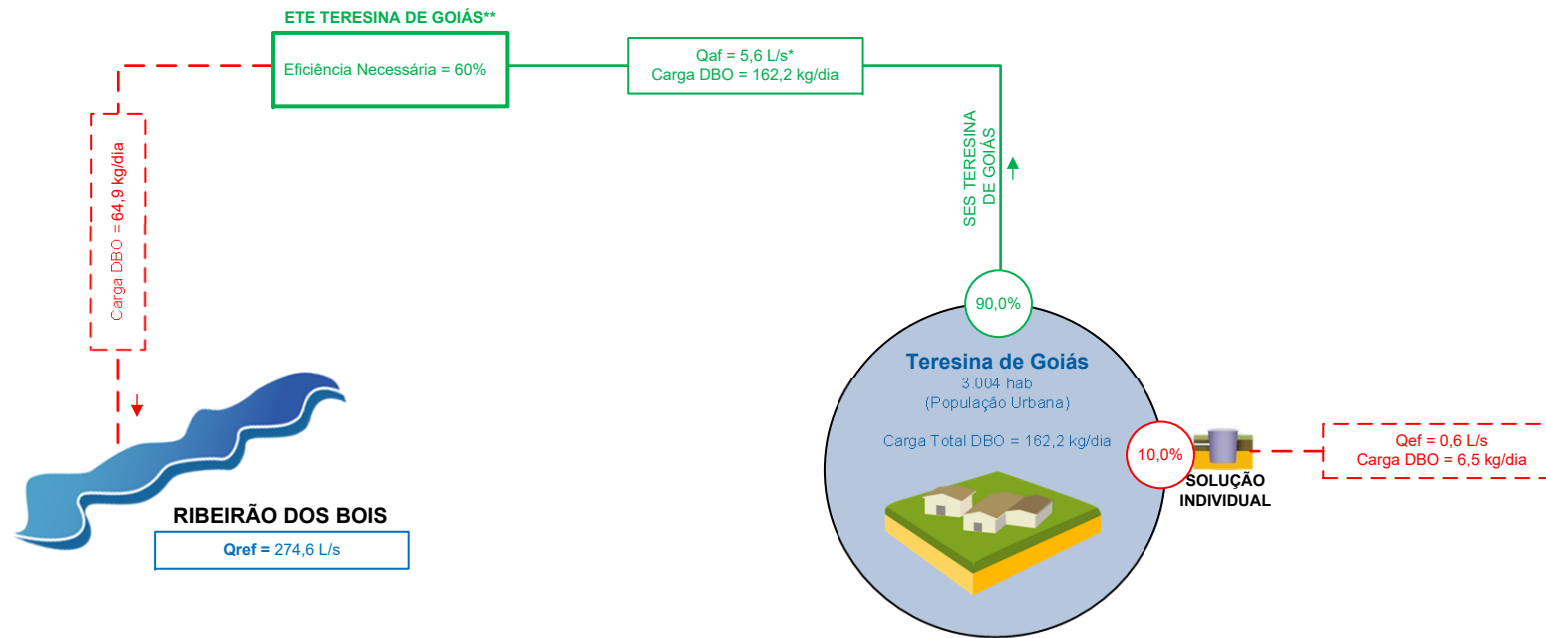 ETE TERESINA DE GOIÁS**
Eficiência Necessária = 60%
Qaf = 5,6 L/s*
Carga DBO = 162,2 kg/dia
Carga DBO = 64,9 kg/dia
SES TERESINA
DE GOIÁS
90,0%
Teresina de Goiás
3.004 hab
(População Urbana)
Carga Total DBO = 162,2 kg/dia
10,0%
SOLUÇÃO
INDIVIDUAL
Qef = 0,6 L/s
Carga DBO = 6,5 kg/dia
RIBEIRÃO DOS BOIS
Qref = 274,6 L/s